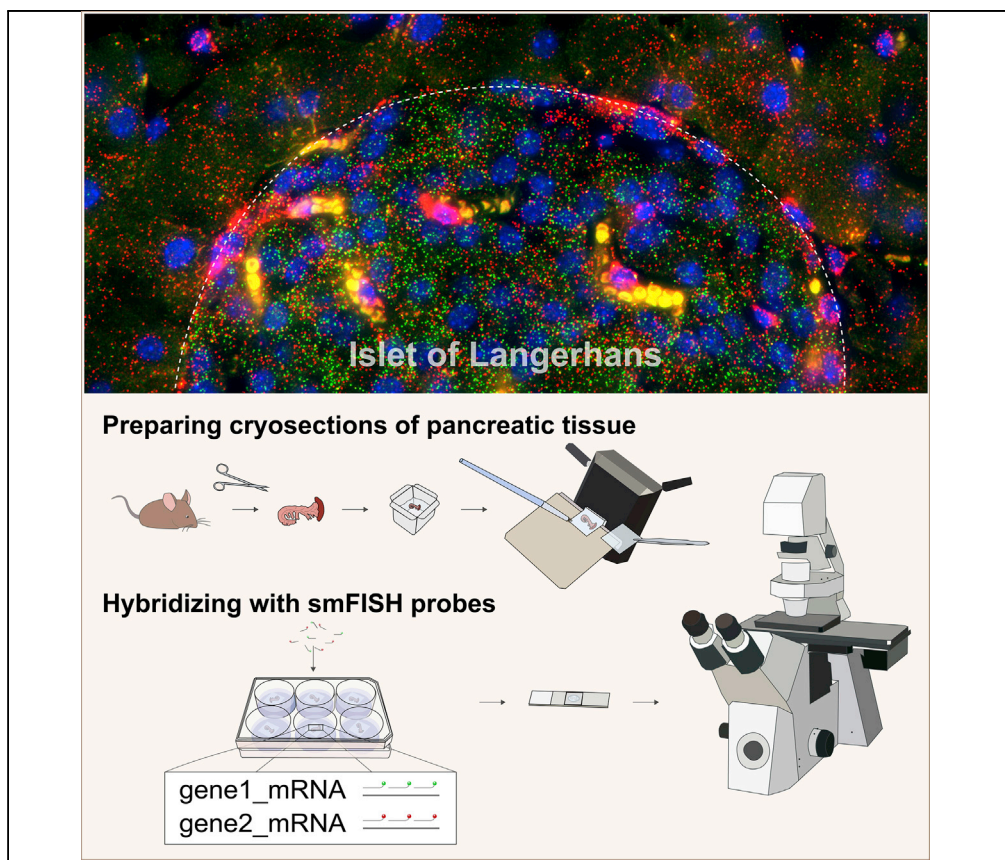 Islet of Langerhans
Preparing cryosections of pancreatic tissue
Hybridizing with smFISH probes
gene1_mRNA
gene2_mRNA